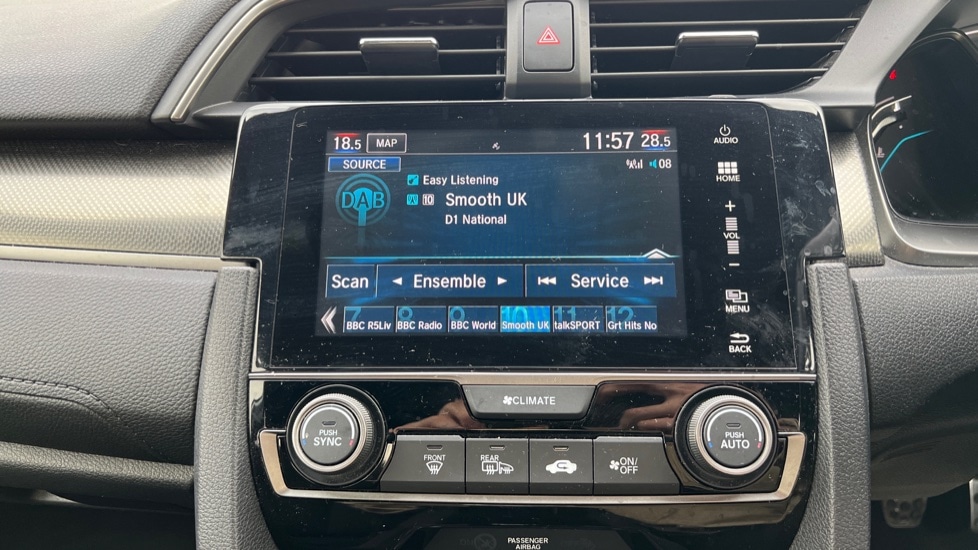 18.5 MAP 11:57 28.5
SOURCE 08
DAB
Easy Listening
10 Smooth UK
D1 National
Scan Ensemble Service
7 8 9 10 11 12
BBC R5Liv BBC Radio BBC World Smooth UK talkSPORT Grt Hits No
AUDIO
HOME
+
VOL
−
MENU
BACK
CLIMATE
PUSH
SYNC
FRONT
REAR
ON/
OFF
PUSH
AUTO
PASSENGER
AIRBAG